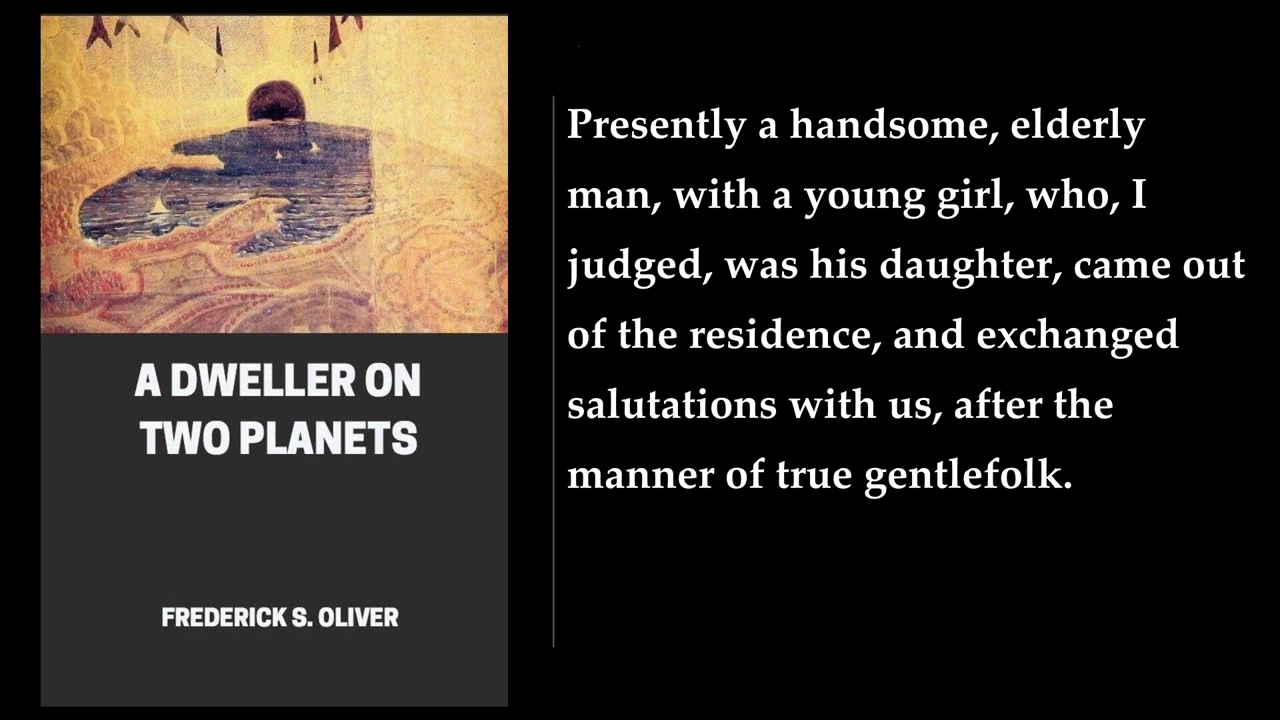 A DWELLER ON
TWO PLANETS
FREDERICK S. OLIVER
Presently a handsome, elderly
man, with a young girl, who, I
judged, was his daughter, came out
of the residence, and exchanged
salutations with us, after the
manner of true gentlefolk.